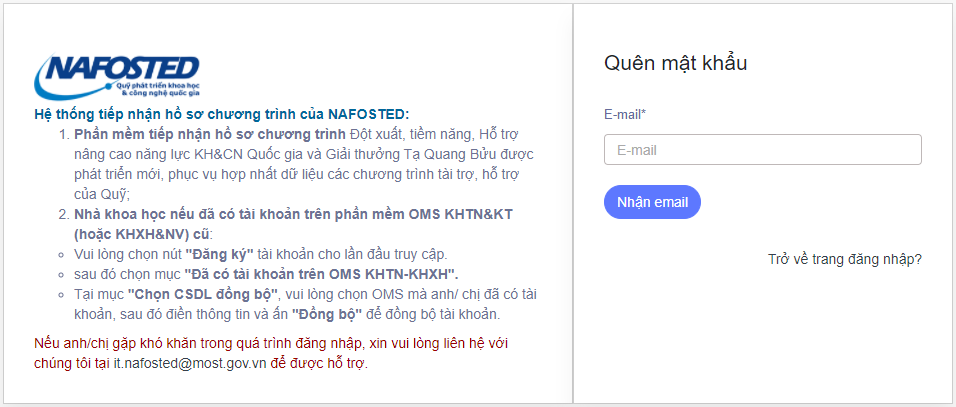 NAFOSTED
Quỹ phát triển khoa học
& công nghệ quốc gia
Hệ thống tiếp nhận hồ sơ chương trình của NAFOSTED:
1. Phần mềm tiếp nhận hồ sơ chương trình Đột xuất, tiềm năng, Hỗ trợ
nâng cao năng lực KH&CN Quốc gia và Giải thưởng Tạ Quang Bửu được
phát triển mới, phục vụ hợp nhất dữ liệu các chương trình tài trợ, hỗ trợ
của Quỹ;
2. Nhà khoa học nếu đã có tài khoản trên phần mềm OMS KHTN&KT
(hoặc KHXH&NV) cũ:
Vui lòng chọn nút "Đăng ký" tài khoản cho lần đầu truy cập.
sau đó chọn mục "Đã có tài khoản trên OMS KHTN-KHXH".
Tại mục "Chọn CSDL đồng bộ", vui lòng chọn OMS mà anh/ chị đã có tài
khoản, sau đó điền thông tin và ấn "Đồng bộ" để đồng bộ tài khoản.
Nếu anh/chị gặp khó khăn trong quá trình đăng nhập, xin vui lòng liên hệ với
chúng tôi tại it.nafosted@most.gov.vn để được hỗ trợ.
Quên mật khẩu
E-mail*
E-mail
Nhận email
Trở về trang đăng nhập?